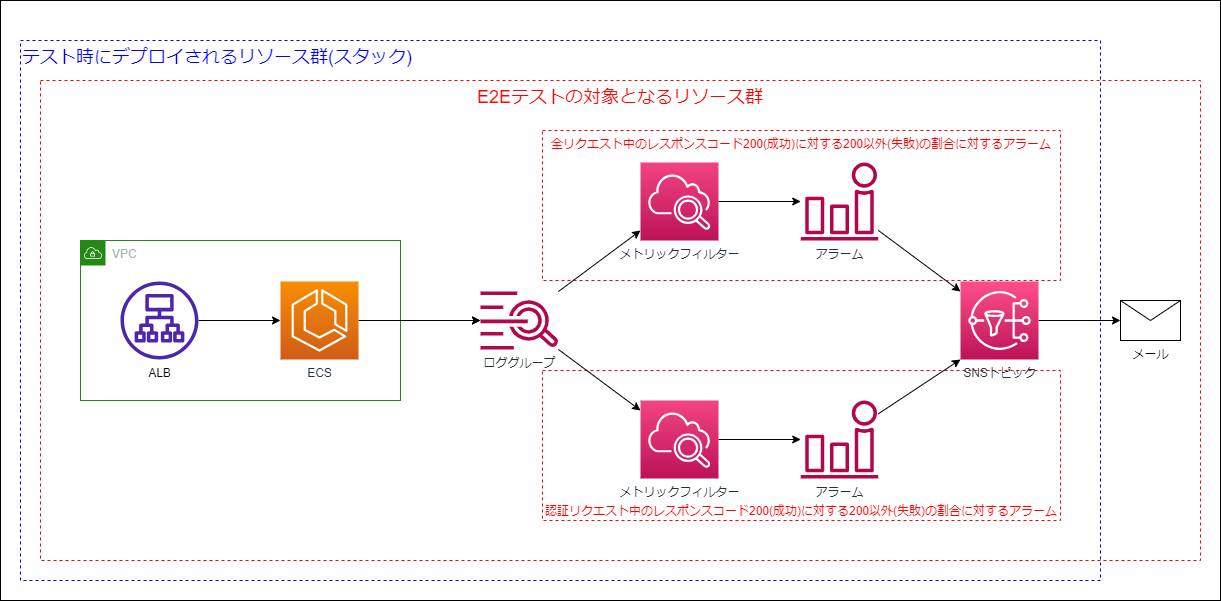 テスト時にデプロイされるリソース群(スタック)
E2Eテストの対象となるリソース群
全リクエスト中のレスポンスコード200(成功)に対する200以外(失敗)の割合に対するアラーム
メトリックフィルター
アラーム
VPC
ALB
ECS
ロググループ
SNSトピック
メール
メトリックフィルター
アラーム
認証リクエスト中のレスポンスコード200(成功)に対する200以外(失敗)の割合に対するアラーム